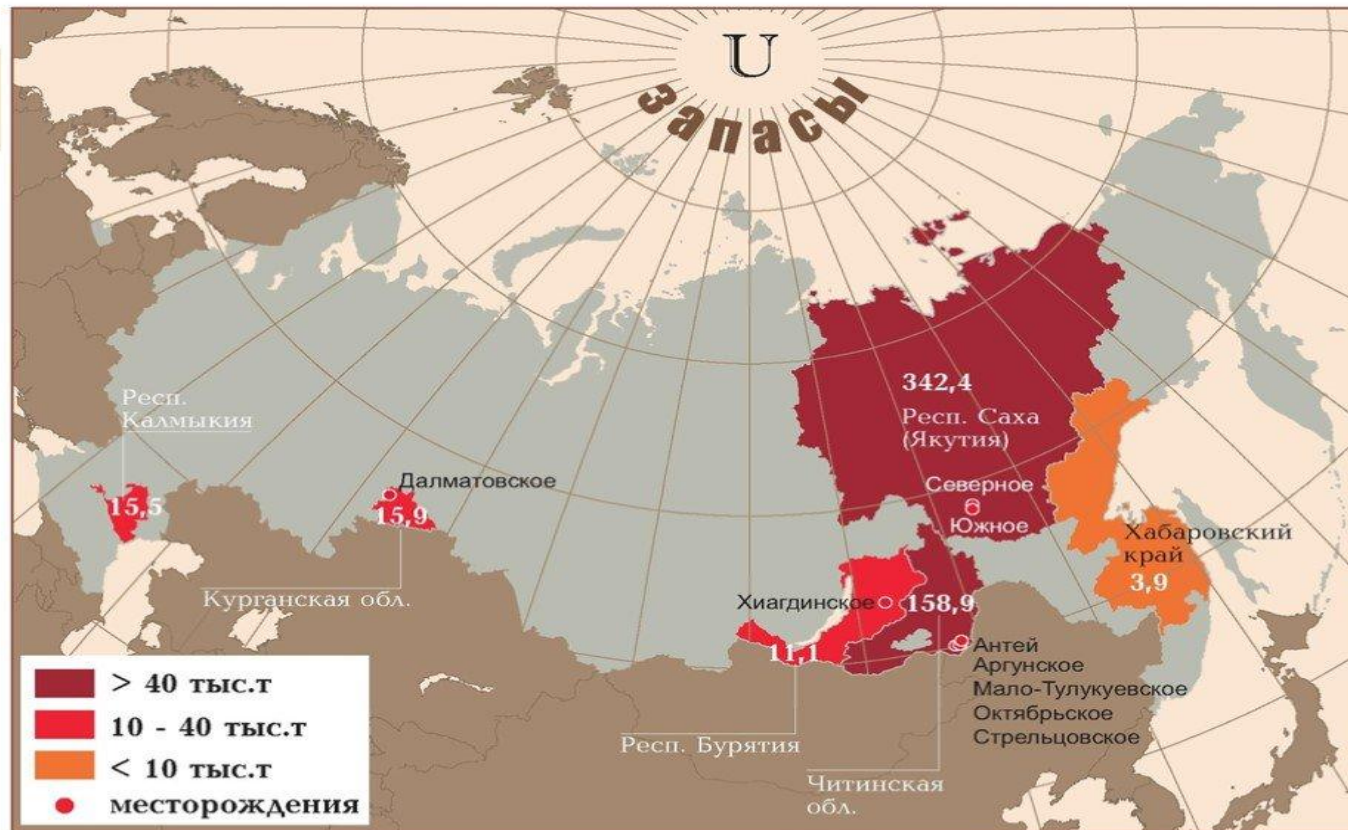 U
Запасы
342,4
Респ. Саха
(Якутия)
Респ.
Калмыкия
15,5
Далматовское
15,9
Курганская обл.
Северное
Южное
Хабаровский
край
3,9
Хиагдинское
158,9
11,1
Респ. Бурятия
Читинская
обл.
Антей
Аргунское
Мало-Тулукуевское
Октябрьское
Стрельцовское
> 40 тыс.т
10 - 40 тыс.т
< 10 тыс.т
месторождения